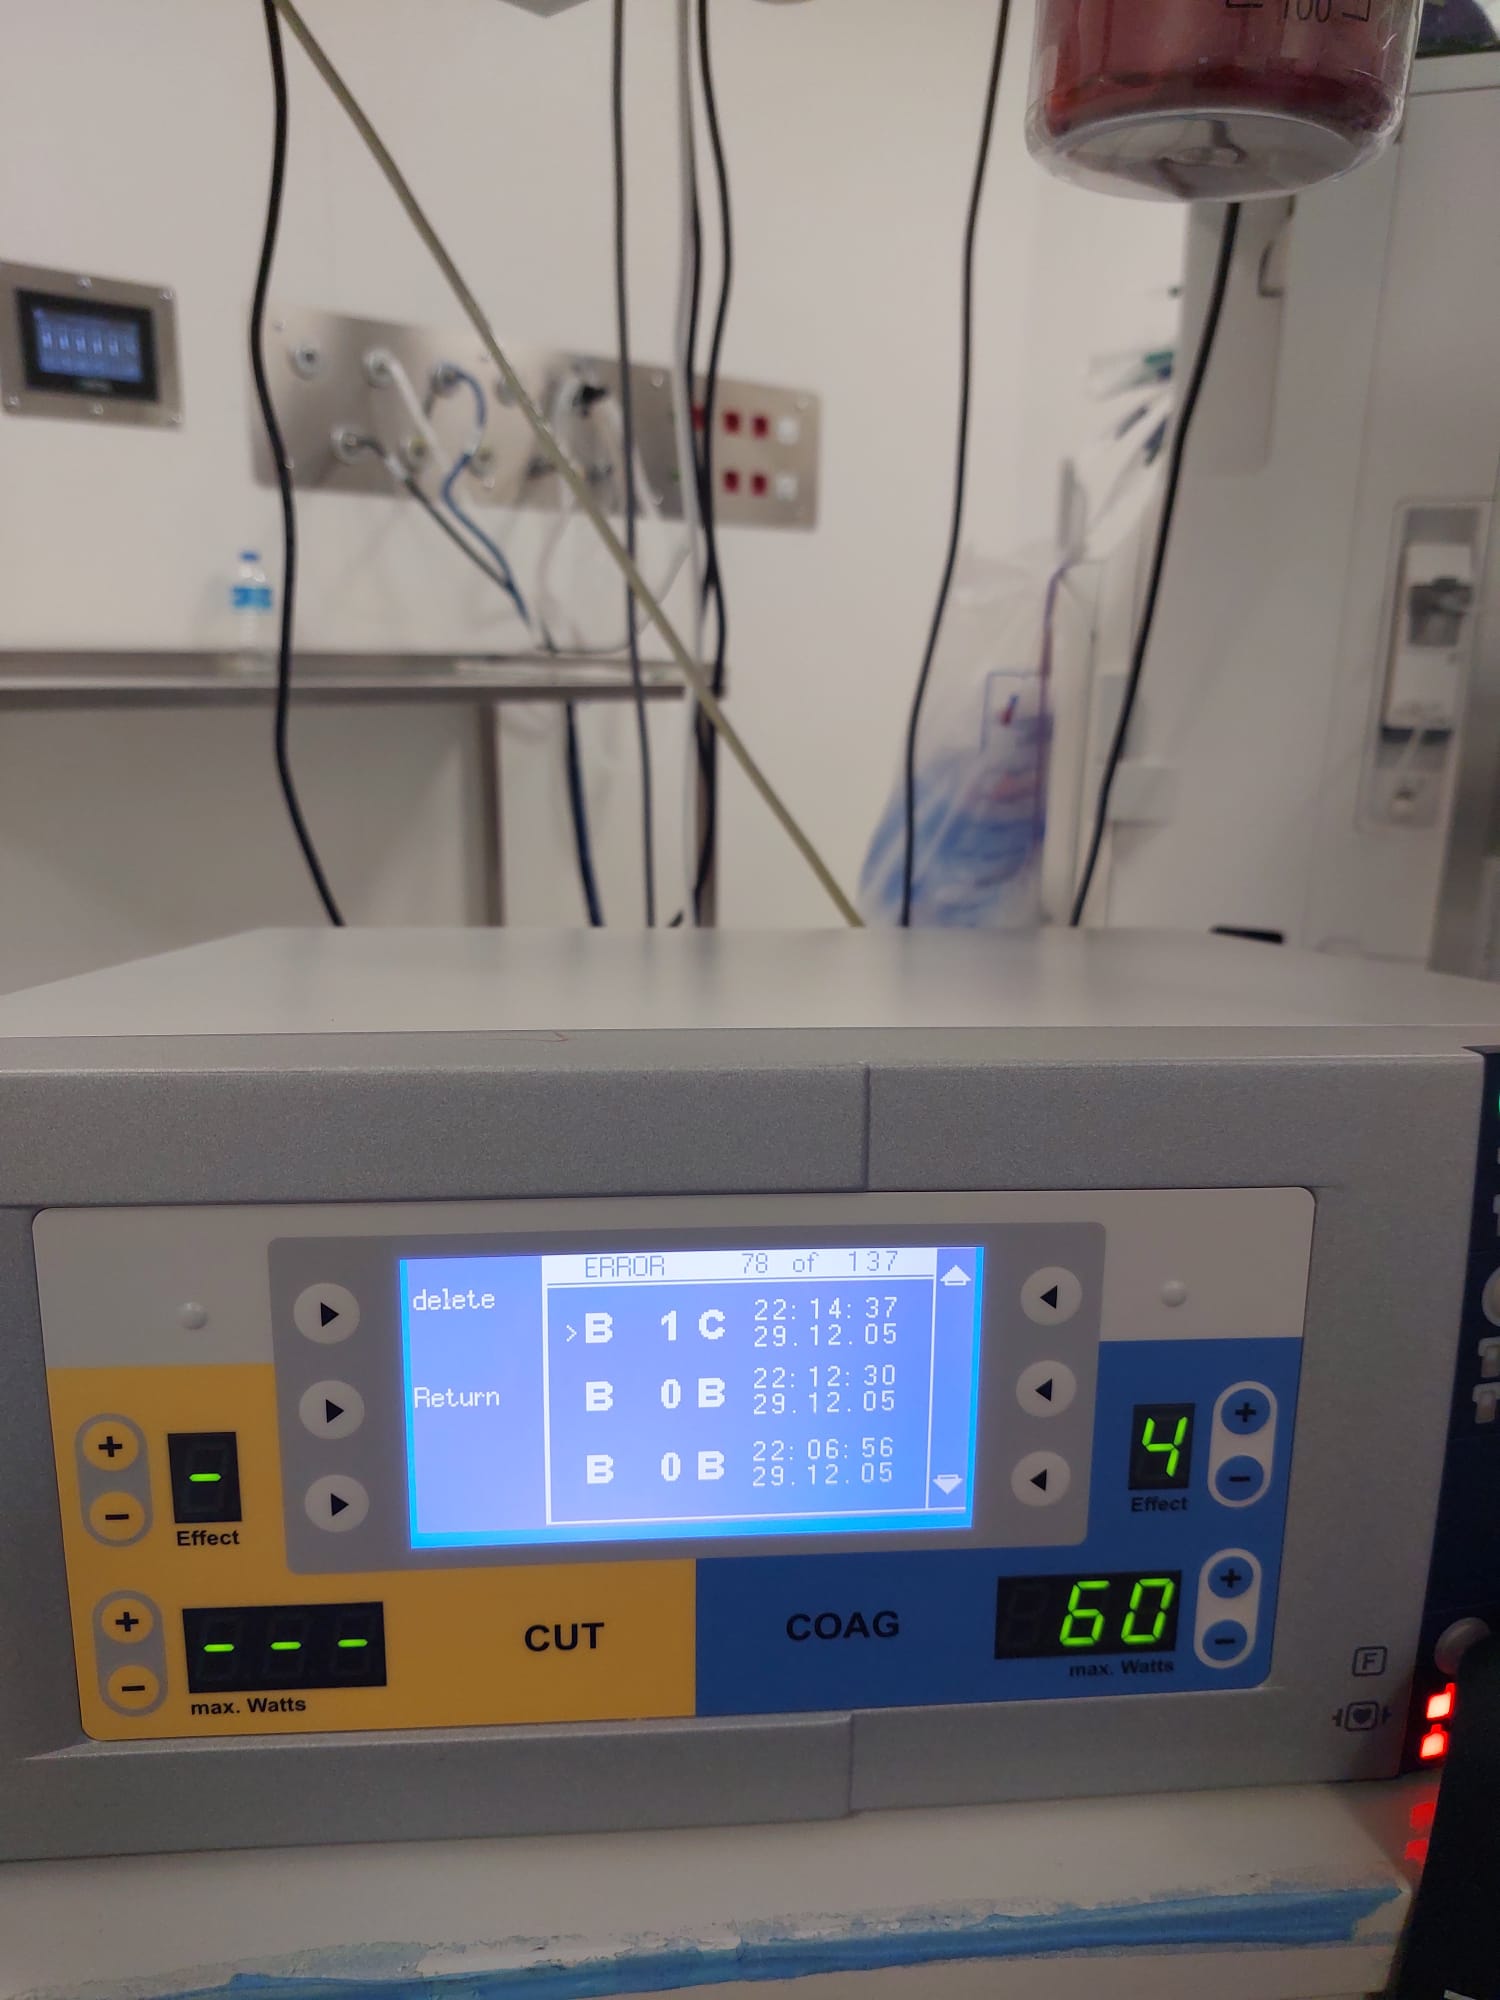 100
ERROR 78 of 137
delete
>B 1 C 22:14:37
29.12.05
Return
B 0 B 22:12:30
29.12.05
B 0 B 22:06:56
29.12.05
+
-
-
Effect
4
+
-
Effect
+
-
---
max. Watts
CUT
COAG
60
+
-
max. Watts
F